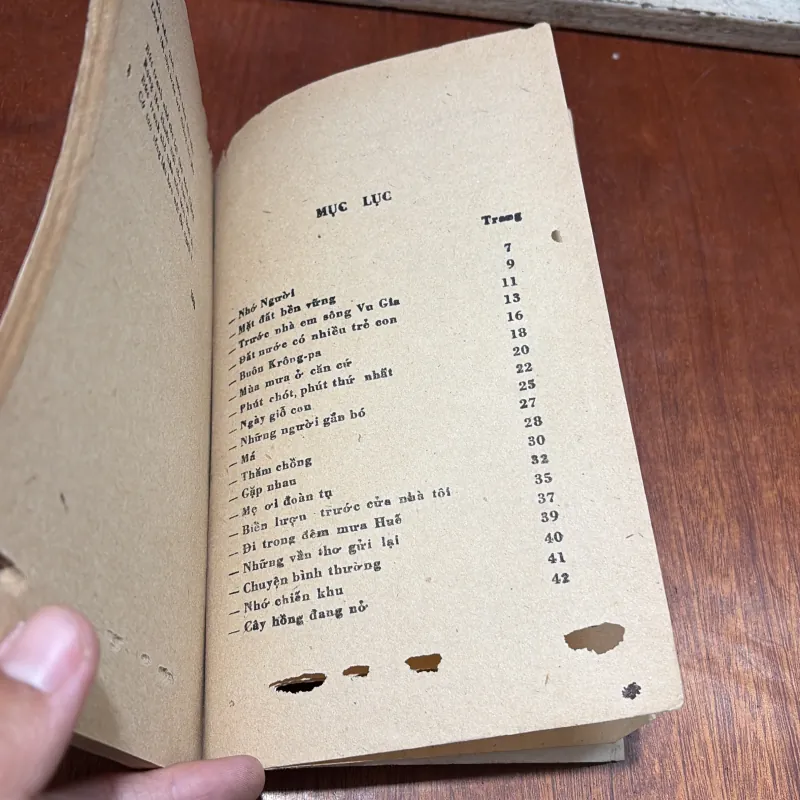 MỤC LỤC
Trang
— Nhớ Người 7
— Mặt đất bền vững 9
— Trước nhà em sông Vu Gia 11
— Đất nước có nhiều trẻ con 13
— Buôn Krông-pa 16
— Mùa mưa ở căn cứ 18
— Phút chót, phút thứ nhất 20
— Ngày giỗ con 22
— Những người gắn bó 25
— Má 27
— Thăm chồng 28
— Gặp nhau 30
— Mẹ ơi đoàn tụ 32
— Biển lượn trước cửa nhà tôi 35
— Đi trong đêm mưa Huế 37
— Những vần thơ gửi lại 39
— Chuyện bình thường 40
— Nhớ chiến khu 41
— Cây hồng đang nở 42